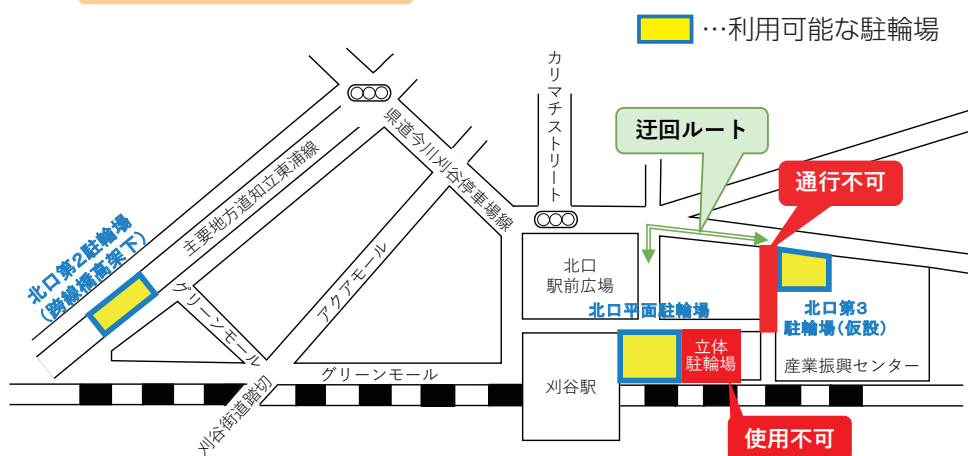 …利用可能な駐輪場
カリマチストリート
迂回ルート
通行不可
県道今川刈谷停車場線
主要地方道知立東浦線
北口第2駐輪場
(跨線橋高架下)
北口
駅前広場
アクアモール
グリーンモール
北口平面駐輪場
北口第3
駐輪場(仮設)
立体
駐輪場
産業振興センター
グリーンモール
刈谷駅
刈谷街道踏切
使用不可